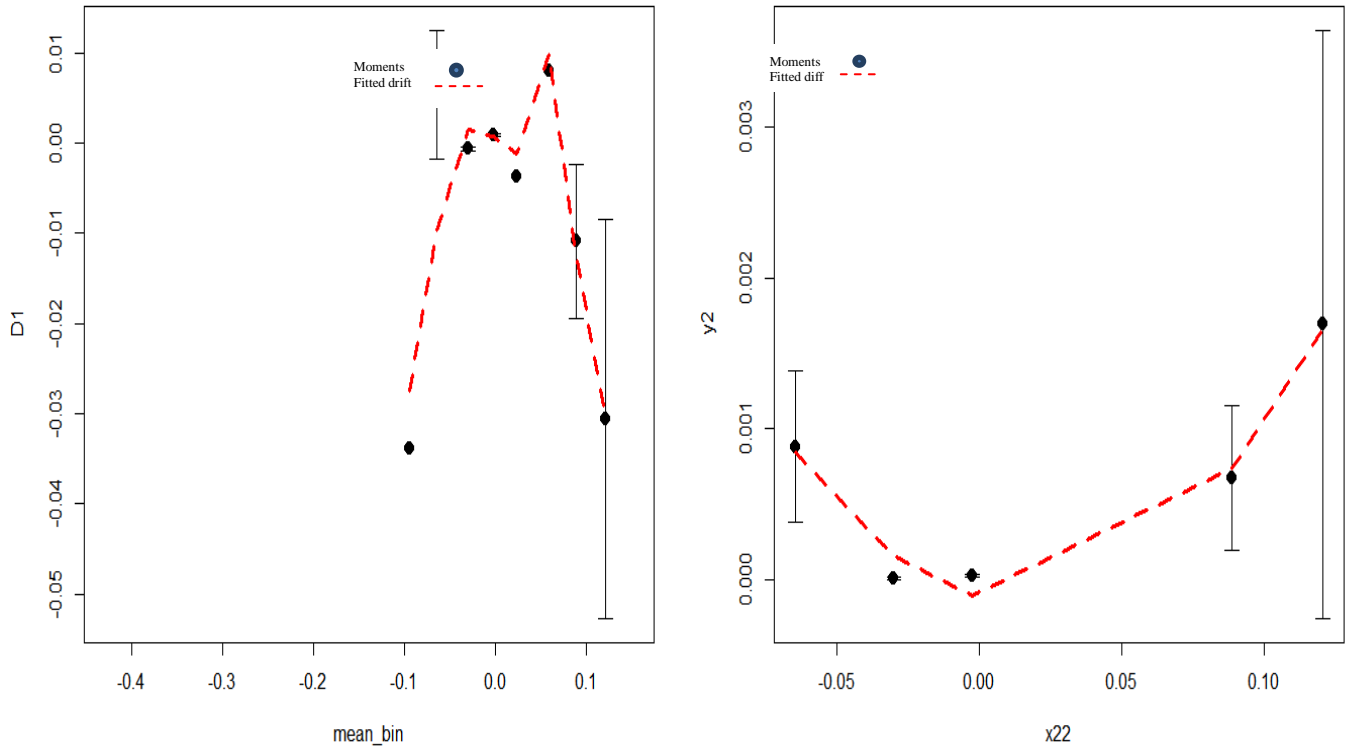 Moments
Fitted drift
0.01
0.00
-0.01
-0.02
-0.03
-0.04
-0.05
D1
-0.4
-0.3
-0.2
-0.1
0.0
0.1
mean_bin
Moments
Fitted diff
0.003
0.002
0.001
0.000
y2
-0.05
0.00
0.05
0.10
x22